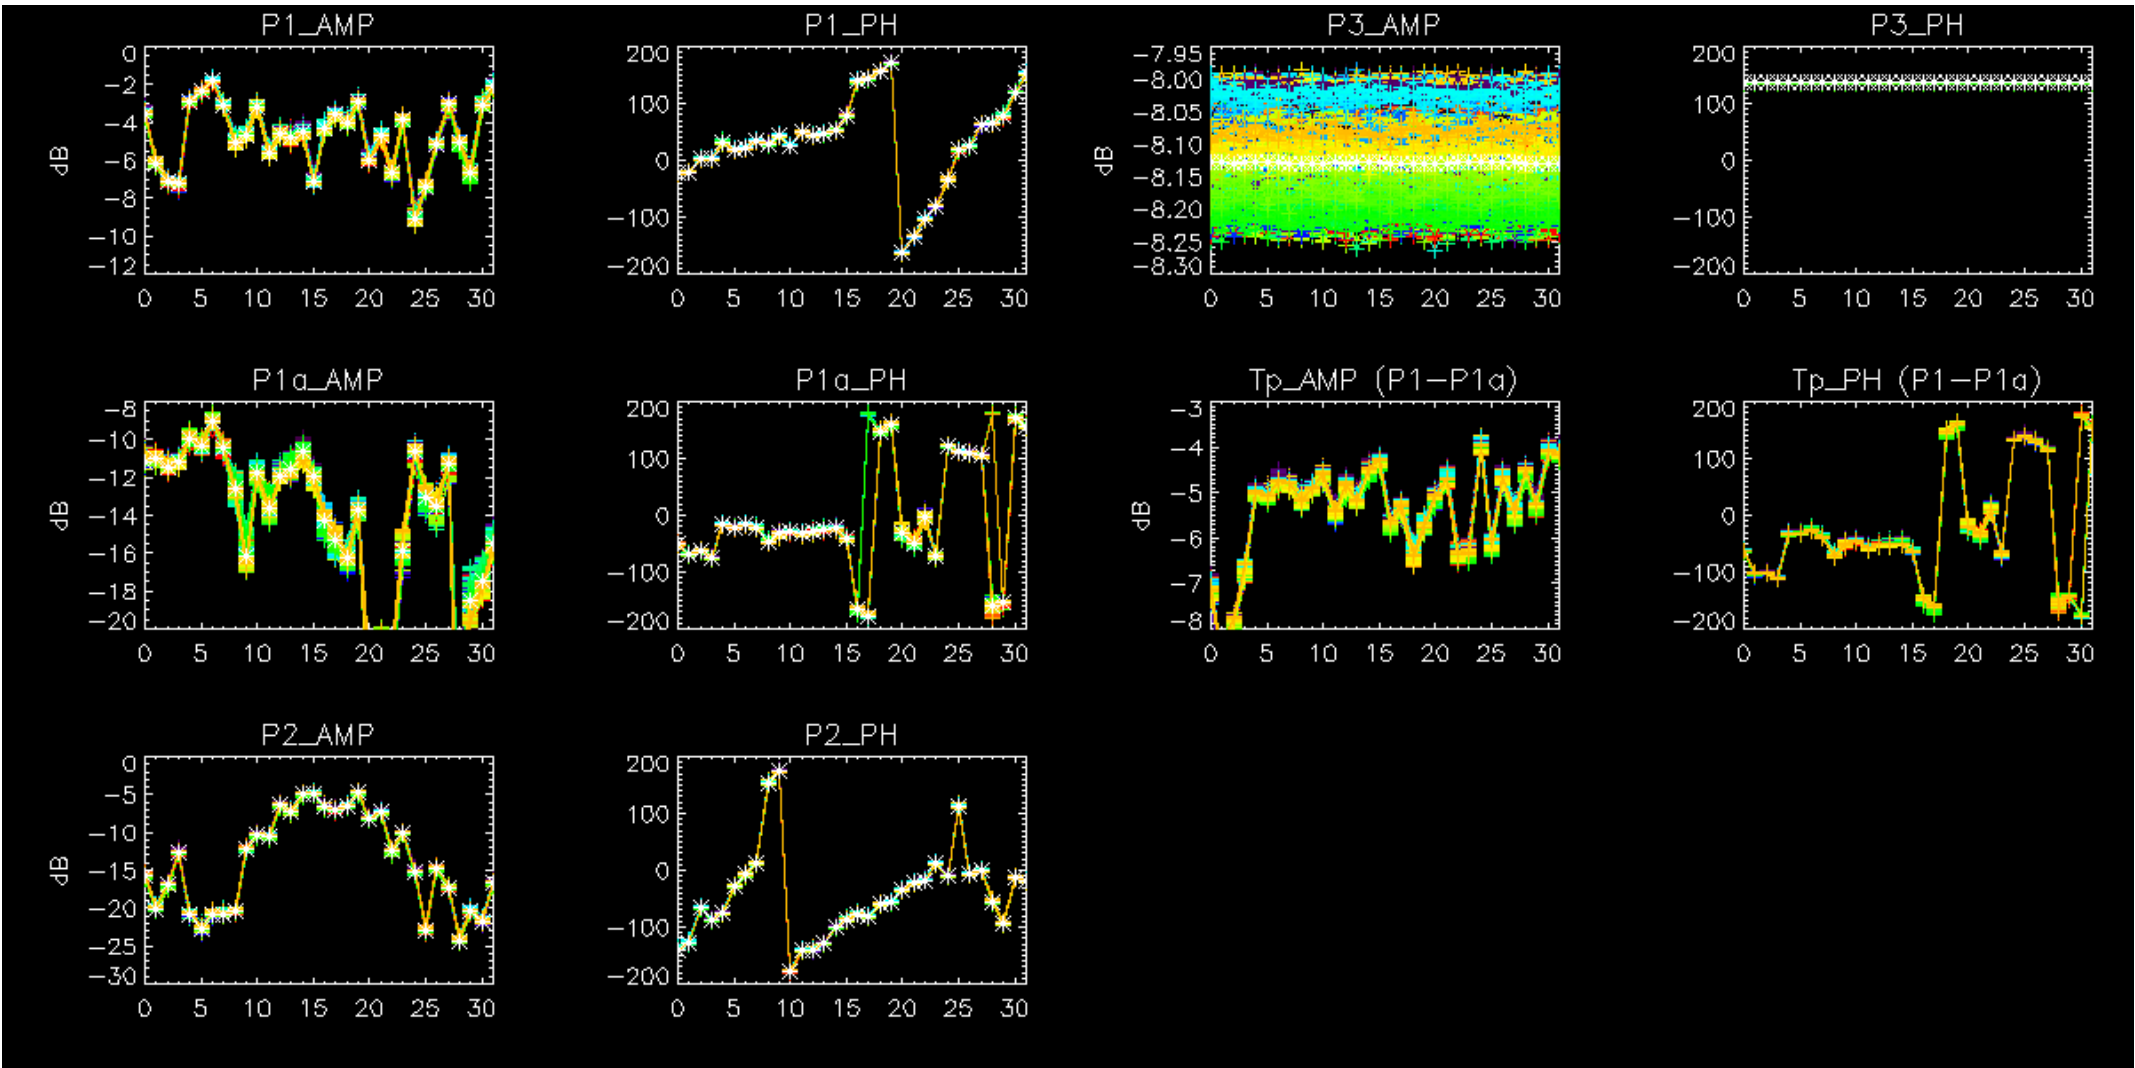 P1_AMP P1_PH P3_AMP P3_PH
0 200 −7.95 200
−2 100 −8.00 100
−4 0 −8.05 0
−6 −100 −8.10 −100
−8 −200 −8.15 −200
−10 −8.20
−12 −8.25
−8.30
dB dB
0 5 10 15 20 25 30 0 5 10 15 20 25 30 0 5 10 15 20 25 30 0 5 10 15 20 25 30
P1a_AMP P1a_PH Tp_AMP (P1−P1a) Tp_PH (P1−P1a)
−8 200 −3 200
−10 100 −4 100
−12 0 −5 0
−14 −100 −6 −100
−16 −200 −7 −200
−18 −8
−20
dB dB
0 5 10 15 20 25 30 0 5 10 15 20 25 30 0 5 10 15 20 25 30 0 5 10 15 20 25 30
P2_AMP P2_PH
0 200
−5 100
−10 0
−15 −100
−20 −200
−25
−30
dB
0 5 10 15 20 25 30 0 5 10 15 20 25 30